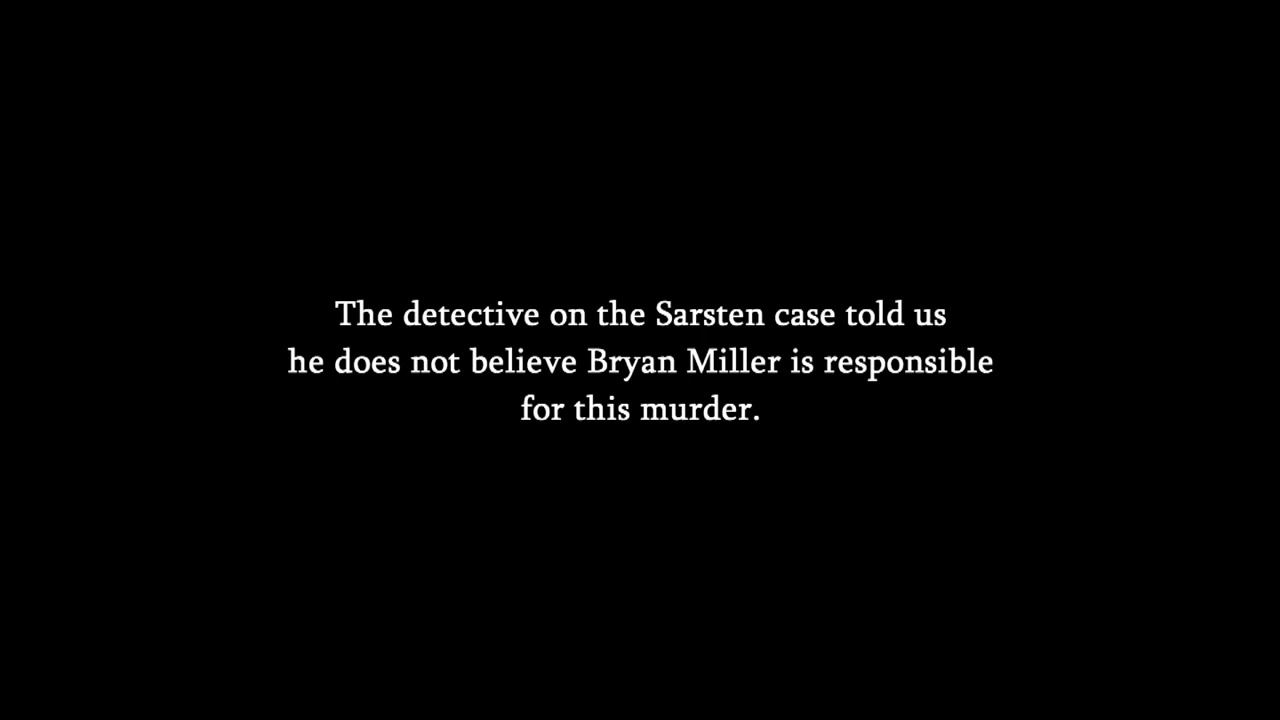 The detective on the Sarsten case told us
he does not believe Bryan Miller is responsible
for this murder.